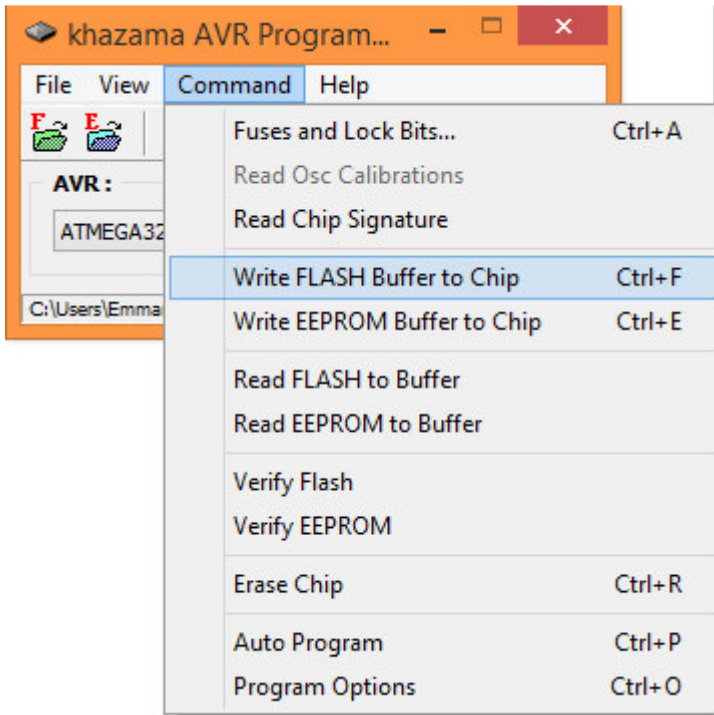 khazama AVR Program...
File View Command Help
F E
AVR :
ATMEGA32
C:\Users\Emma
Fuses and Lock Bits... Ctrl+A
Read Osc Calibrations
Read Chip Signature
Write FLASH Buffer to Chip Ctrl+F
Write EEPROM Buffer to Chip Ctrl+E
Read FLASH to Buffer
Read EEPROM to Buffer
Verify Flash
Verify EEPROM
Erase Chip Ctrl+R
Auto Program Ctrl+P
Program Options Ctrl+O